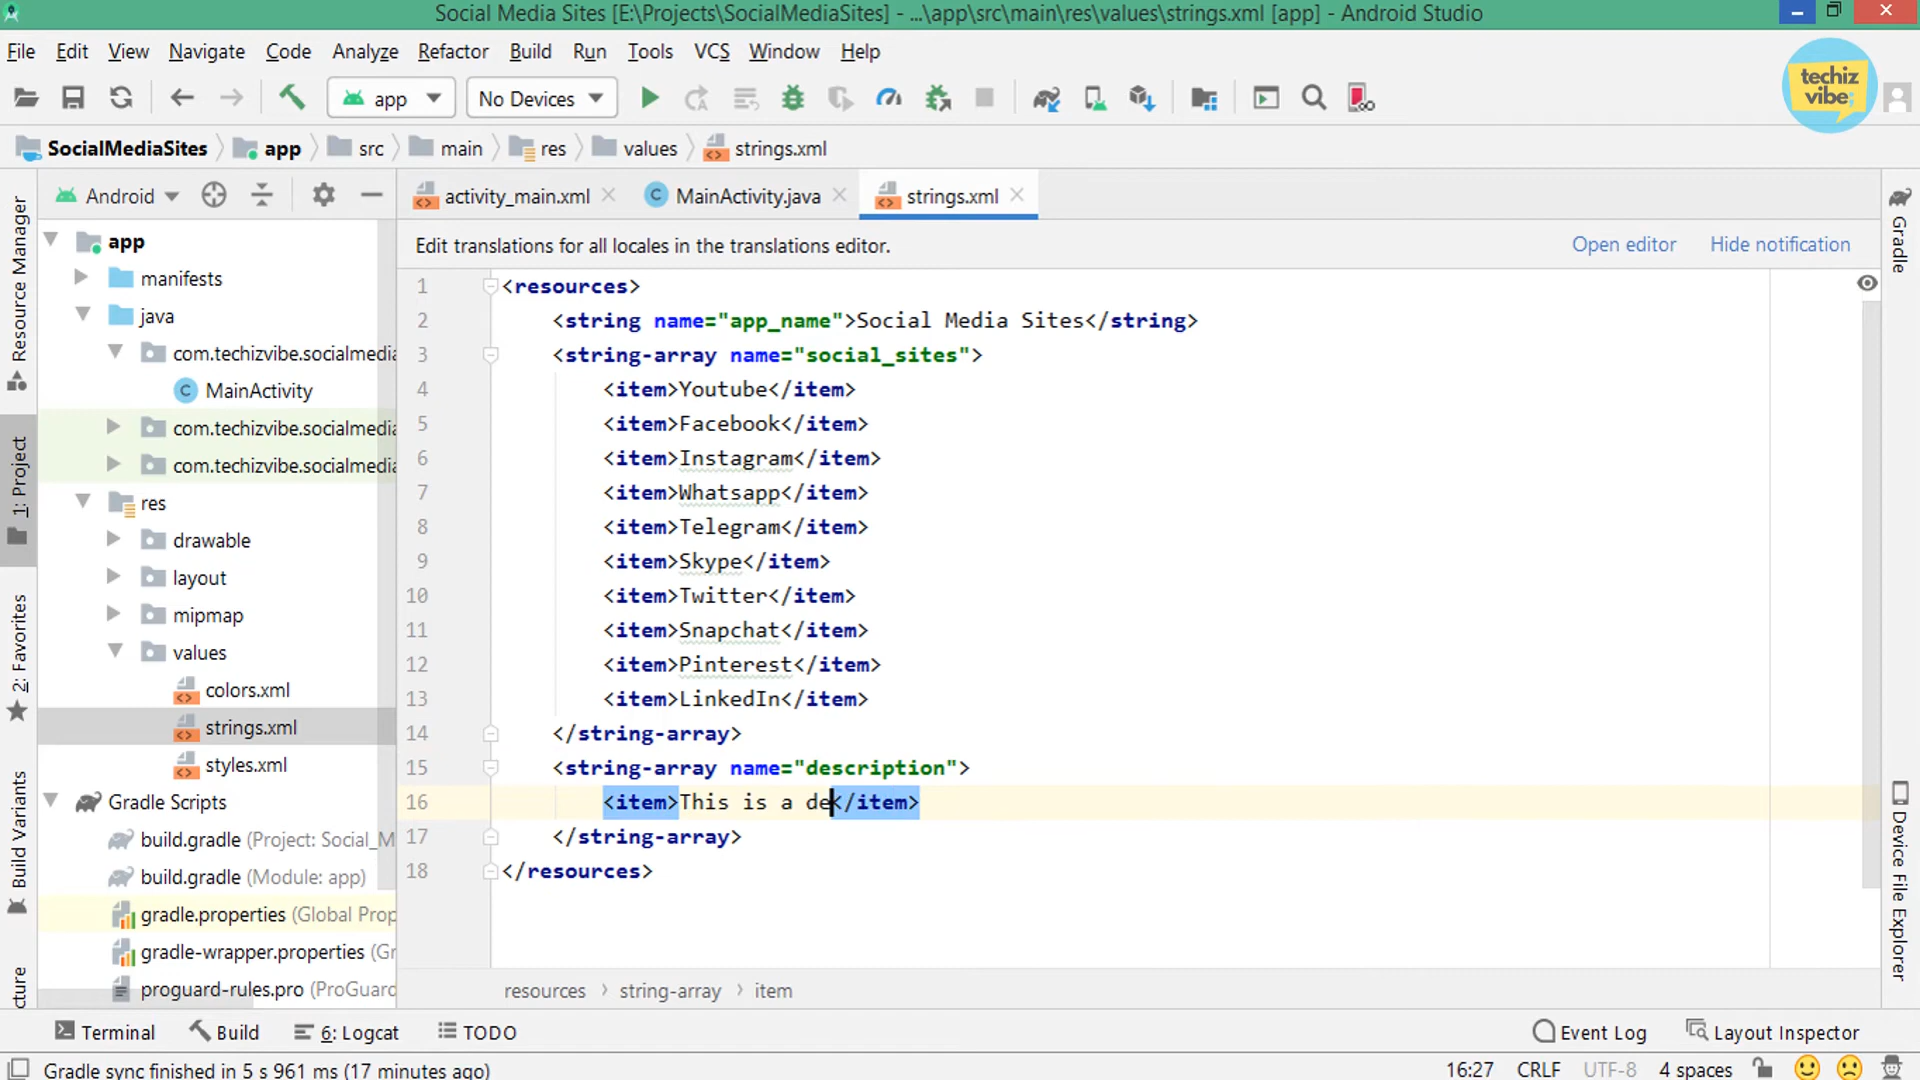 Social Media Sites [E:\Projects\SocialMediaSites] - ...\app\src\main\res\values\strings.xml [app] - Android Studio
File Edit View Navigate Code Analyze Refactor Build Run Tools VCS Window Help
app No Devices
techiz vibe;
SocialMediaSites app src main res values strings.xml
Android
activity_main.xml MainActivity.java strings.xml
Edit translations for all locales in the translations editor. Open editor Hide notification
Resource Manager
1: Project
2: Favorites
Build Variants
cture
app
manifests
java
com.techizvibe.socialmedia
MainActivity
com.techizvibe.socialmedia
com.techizvibe.socialmedia
res
drawable
layout
mipmap
values
colors.xml
strings.xml
styles.xml
Gradle Scripts
build.gradle (Project: Social_M
build.gradle (Module: app)
gradle.properties (Global Prop
gradle-wrapper.properties (Gr
proguard-rules.pro (ProGuard
1 <resources>
2 <string name="app_name">Social Media Sites</string>
3 <string-array name="social_sites">
4 <item>Youtube</item>
5 <item>Facebook</item>
6 <item>Instagram</item>
7 <item>Whatsapp</item>
8 <item>Telegram</item>
9 <item>Skype</item>
10 <item>Twitter</item>
11 <item>Snapchat</item>
12 <item>Pinterest</item>
13 <item>LinkedIn</item>
14 </string-array>
15 <string-array name="description">
16 <item>This is a de</item>
17 </string-array>
18 </resources>
resources string-array item
Gradle
Device File Explorer
Terminal Build 6: Logcat TODO Event Log Layout Inspector
Gradle sync finished in 5 s 961 ms (17 minutes ago) 16:27 CRLF UTF-8 4 spaces